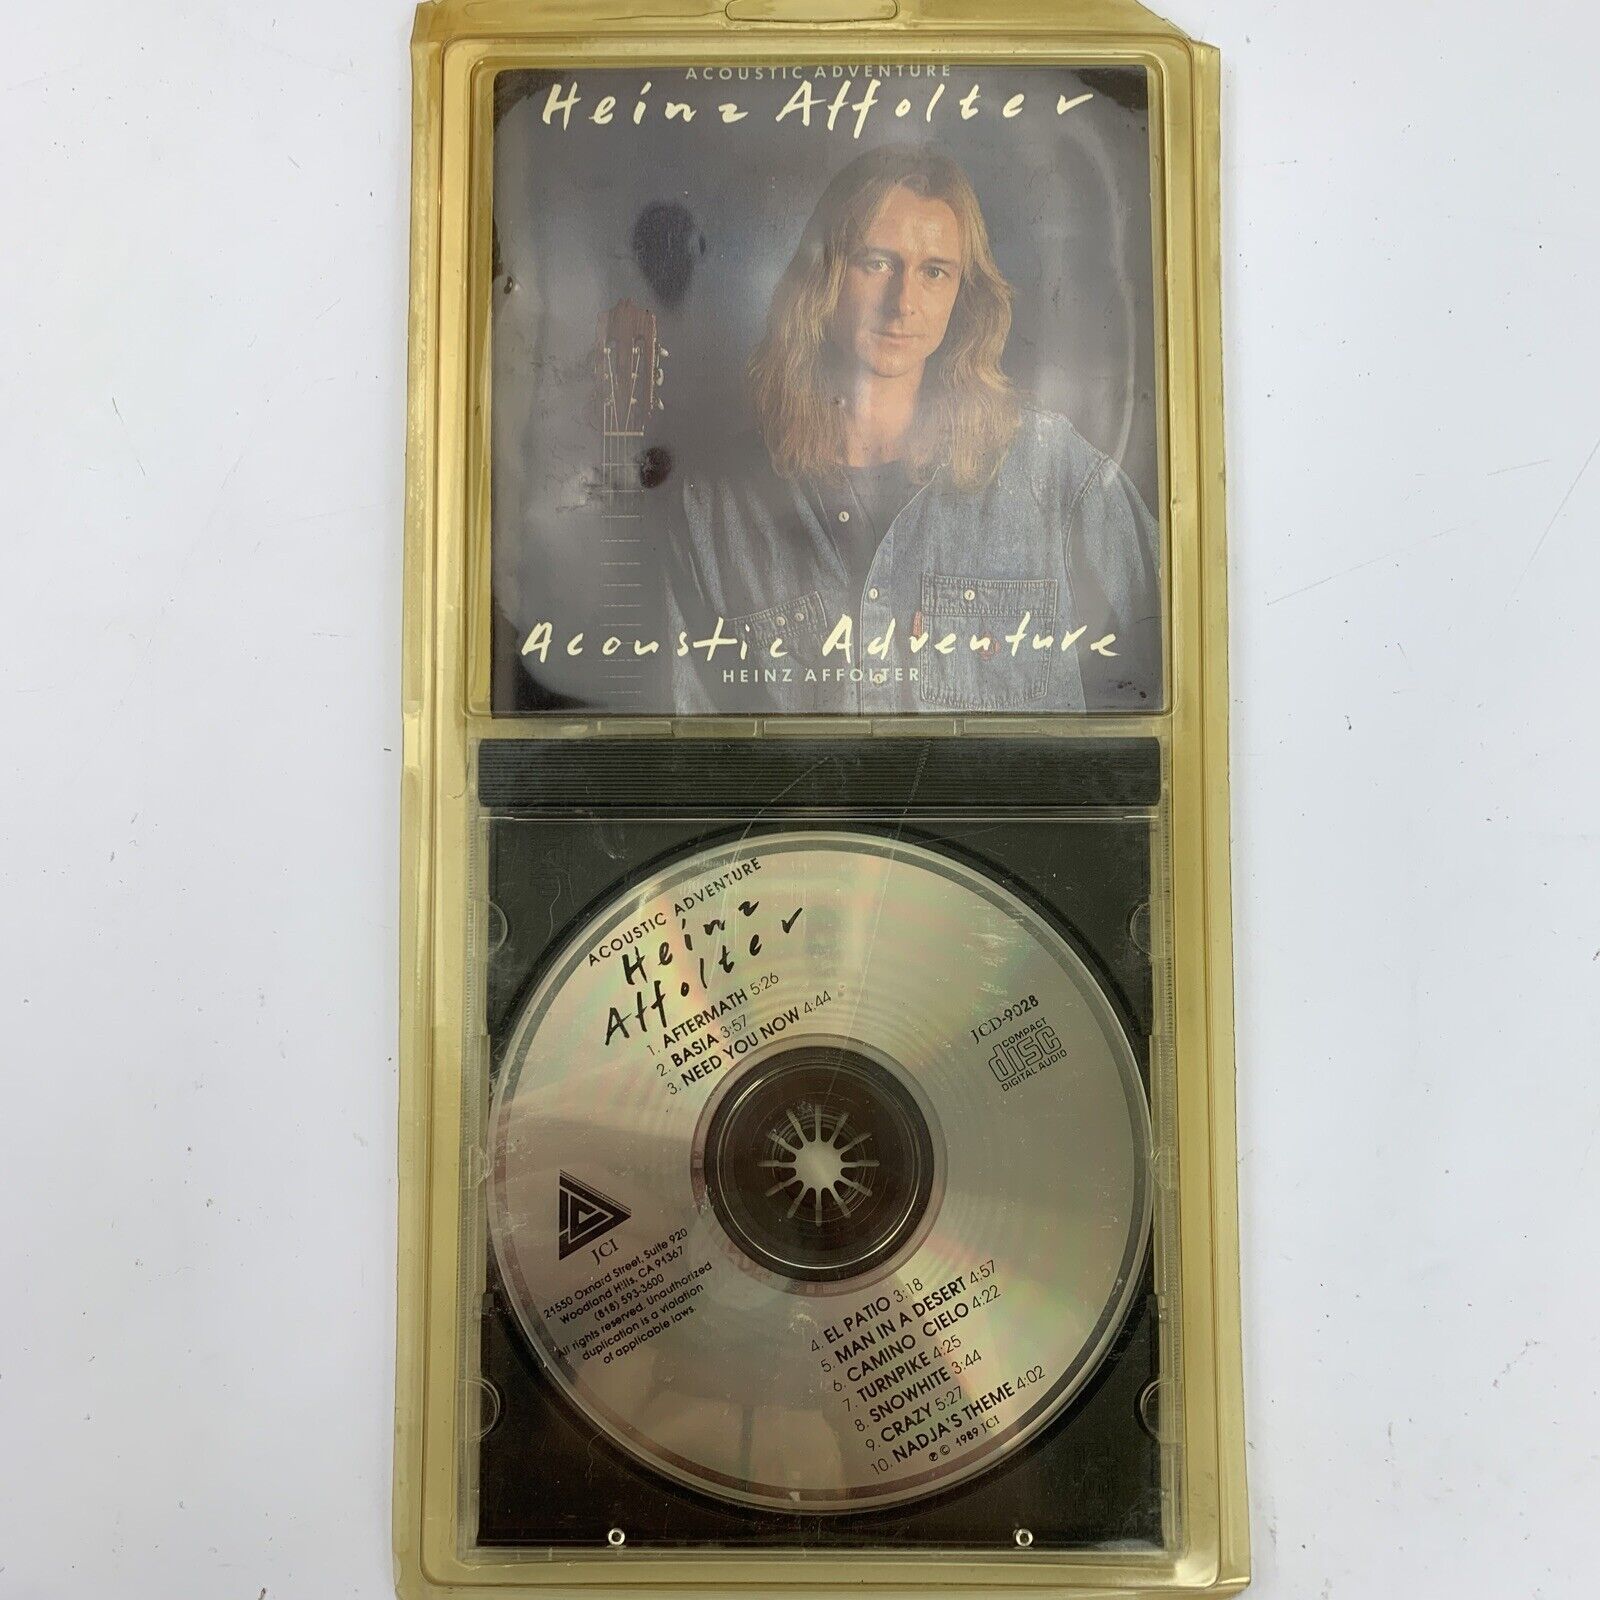 ACOUSTIC ADVENTURE
Heinz Affolter
Acoustic Adventure
HEINZ AFFOLTER
ACOUSTIC ADVENTURE
Heinz
Affolter
1. AFTERMATH 5:26
2. BASIA 3:57
3. NEED YOU NOW 4:44
JCD-9028
COMPACT
disc
DIGITAL AUDIO
JCI
21550 Oxnard Street, Suite 920
Woodland Hills, CA 91367
(818) 593-3600
All rights reserved. Unauthorized
duplication is a violation
of applicable laws.
4. EL PATIO 3:18
5. MAN IN A DESERT 4:57
6. CAMINO CIELO 4:22
7. TURNPIKE 4:25
8. SNOWHITE 3:44
9. CRAZY 5:27
10. NADJA'S THEME 4:02
℗© 1989 JCI